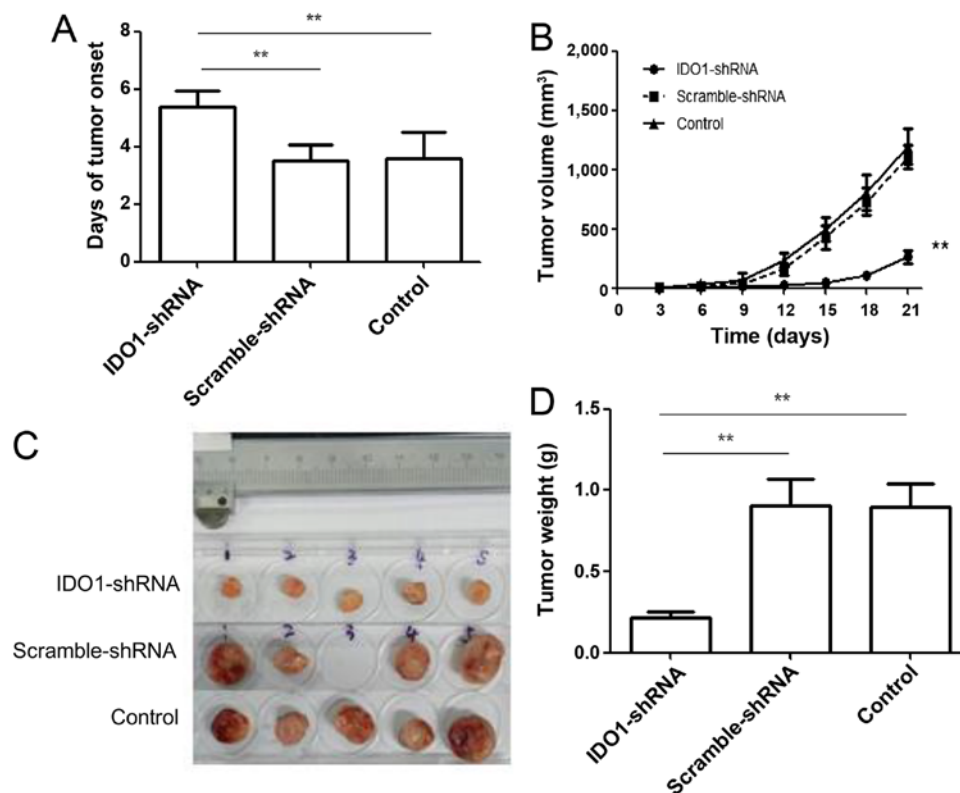 A
Days of tumor onset
8
6
4
2
0
**
**
IDO1-shRNA
Scramble-shRNA
Control
B
Tumor volume (mm³)
2,000
1,500
1,000
500
0
IDO1-shRNA
Scramble-shRNA
Control
**
0 3 6 9 12 15 18 21
Time (days)
C
1 2 3 4 5
IDO1-shRNA
1 2 3 4 5
Scramble-shRNA
Control
D
Tumor weight (g)
1.5
1.0
0.5
0.0
**
**
IDO1-shRNA
Scramble-shRNA
Control